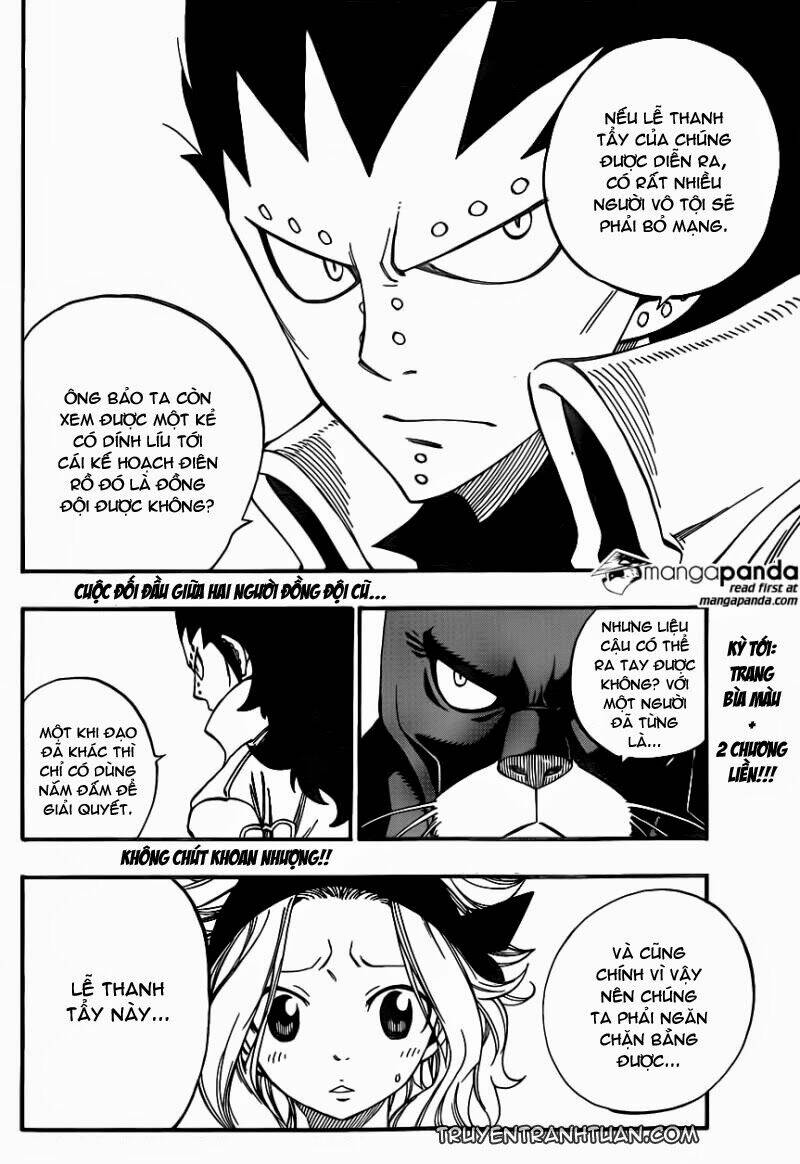 NẾU LỄ THANH
TẨY CỦA CHÚNG
ĐƯỢC DIỄN RA,
CÓ RẤT NHIỀU
NGƯỜI VÔ TỘI SẼ
PHẢI BỎ MẠNG.
ÔNG BẢO TA CÒN
XEM ĐƯỢC MỘT KẺ
CÓ DÍNH LÍU TỚI
CÁI KẾ HOẠCH ĐIÊN
RỒ ĐÓ LÀ ĐỒNG
ĐỘI ĐƯỢC KHÔNG?
mangapanda
read first at
mangapanda.com
CUỘC ĐỐI ĐẦU GIỮA HAI NGƯỜI ĐỒNG ĐỘI CŨ...
KỲ TỚI:
TRANG
BÌA MÀU
+
2 CHƯƠNG
LIỀN!!!
NHƯNG LIỆU
CẬU CÓ THỂ
RA TAY ĐƯỢC
KHÔNG? VỚI
MỘT NGƯỜI
ĐÃ TỪNG
LÀ...
MỘT KHI ĐẠO
ĐÃ KHÁC THÌ
CHỈ CÓ DÙNG
NẮM ĐẤM ĐỂ
GIẢI QUYẾT.
KHÔNG CHÚT KHOAN NHƯỢNG!!
VÀ CŨNG
CHÍNH VÌ VẬY
NÊN CHÚNG
TA PHẢI NGĂN
CHẶN BẰNG
ĐƯỢC...
LỄ THANH
TẨY NÀY...
TRUYENTRANHTUAN.COM